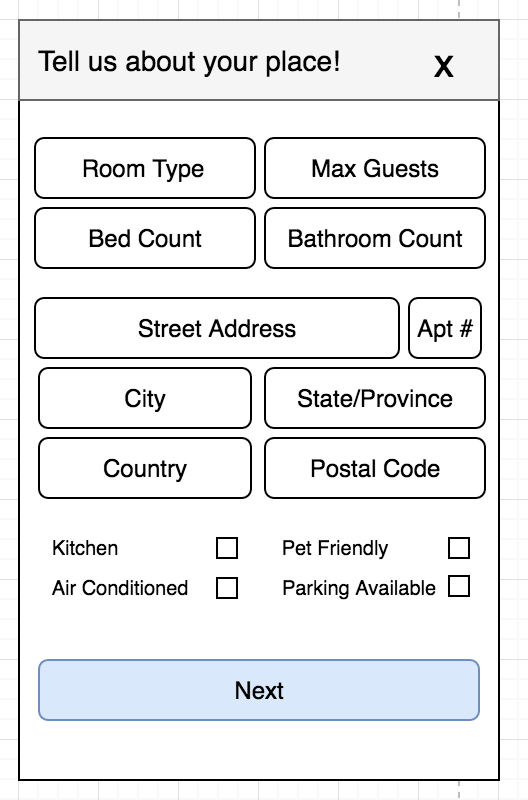 Tell us about your place! X
Room Type Max Guests
Bed Count Bathroom Count
Street Address Apt #
City State/Province
Country Postal Code
Kitchen Pet Friendly
Air Conditioned Parking Available
Next